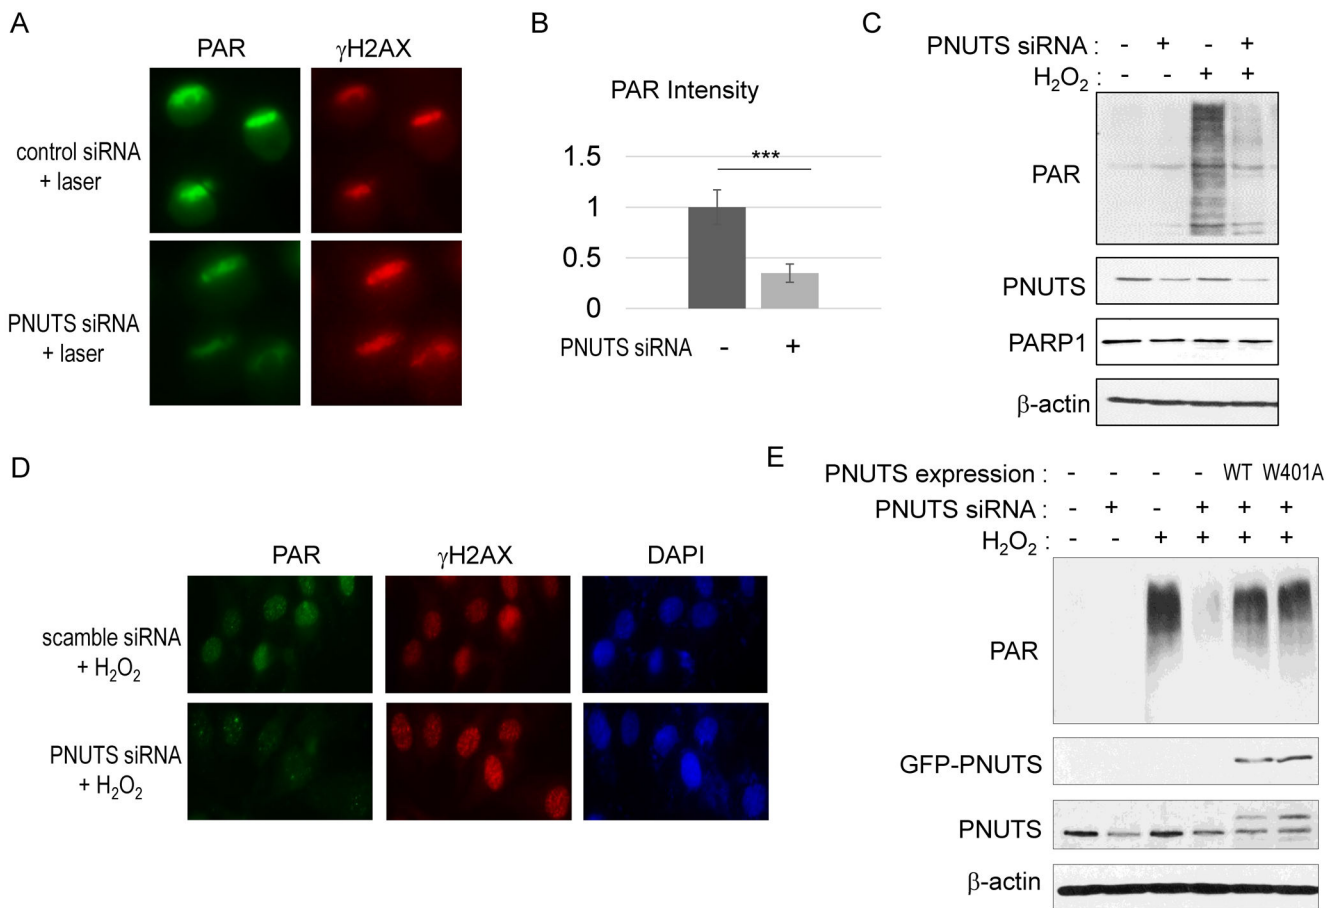 A
PAR γH2AX
control siRNA
+ laser
PNUTS siRNA
+ laser
B
PAR Intensity
1.5
***
1
0.5
0
PNUTS siRNA - +
C
PNUTS siRNA : - + - +
H₂O₂ : - - + +
PAR
PNUTS
PARP1
β-actin
D
PAR γH2AX DAPI
scamble siRNA
+ H₂O₂
PNUTS siRNA
+ H₂O₂
E
PNUTS expression : - - - - WT W401A
PNUTS siRNA : - + - + + +
H₂O₂ : - - + + + +
PAR
GFP-PNUTS
PNUTS
β-actin